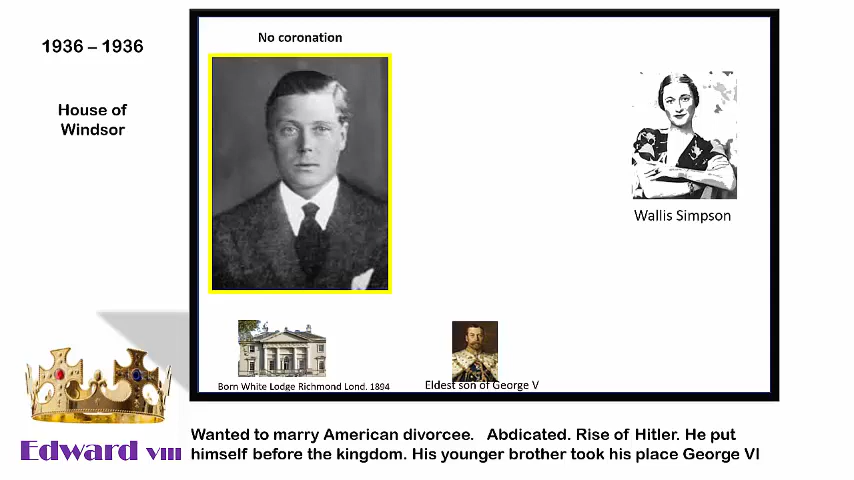 1936 – 1936
House of
Windsor
No coronation
Wallis Simpson
Born White Lodge Richmond Lond. 1894
Eldest son of George V
Edward VIII
Wanted to marry American divorcee. Abdicated. Rise of Hitler. He put
himself before the kingdom. His younger brother took his place George VI